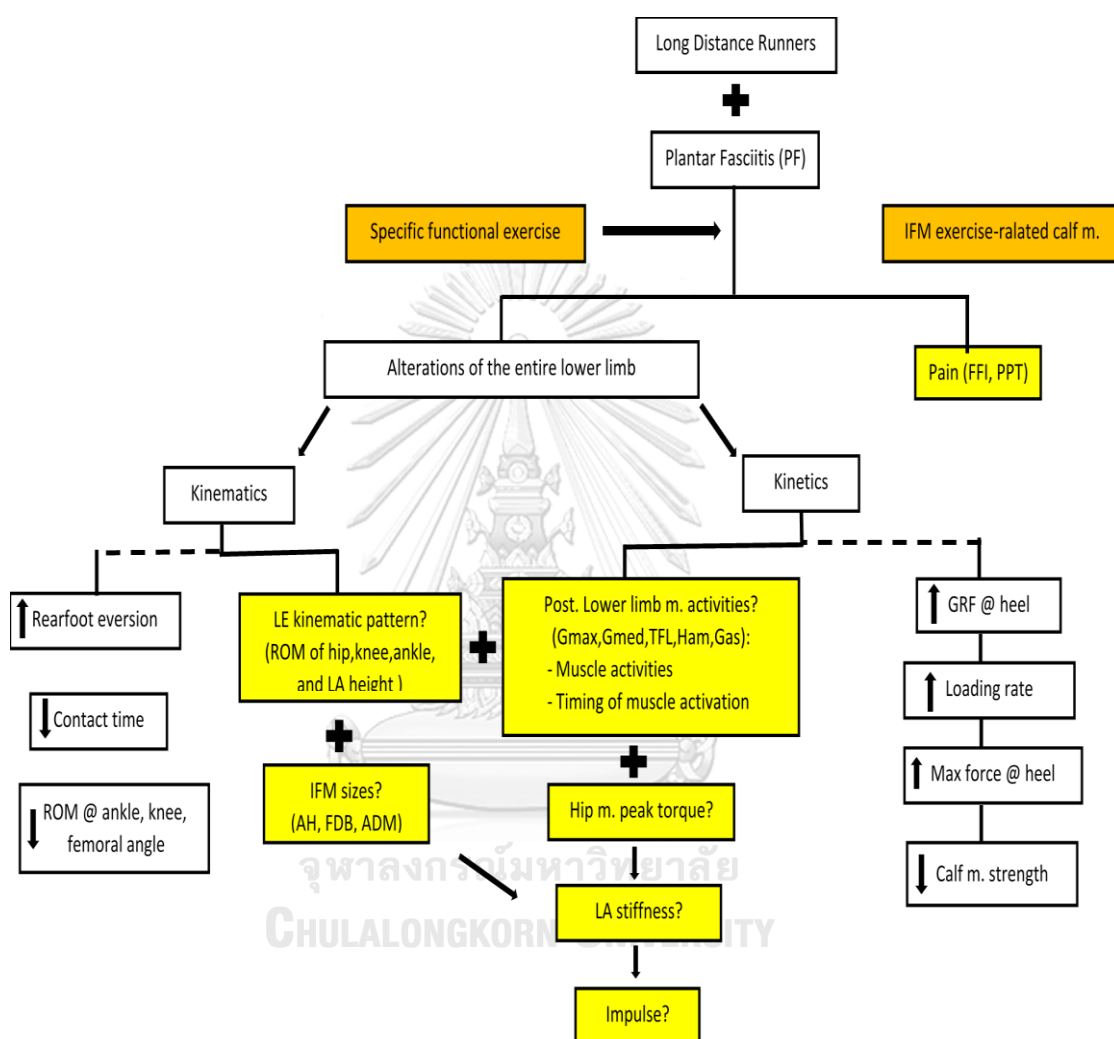 Long Distance Runners
Plantar Fasciitis (PF)
Specific functional exercise
IFM exercise-ralated calf m.
Alterations of the entire lower limb
Pain (FFI, PPT)
Kinematics
Kinetics
Rearfoot eversion
LE kinematic pattern?
(ROM of hip,knee,ankle,
and LA height )
Post. Lower limb m. activities?
(Gmax,Gmed,TFL,Ham,Gas):
- Muscle activities
- Timing of muscle activation
GRF @ heel
Contact time
Loading rate
ROM @ ankle, knee,
femoral angle
IFM sizes?
(AH, FDB, ADM)
Hip m. peak torque?
Max force @ heel
Calf m. strength
จุฬาลงกรณ์มหาวิทยาลัย
LA stiffness?
CHULALONGKORN UNIVERSITY
Impulse?